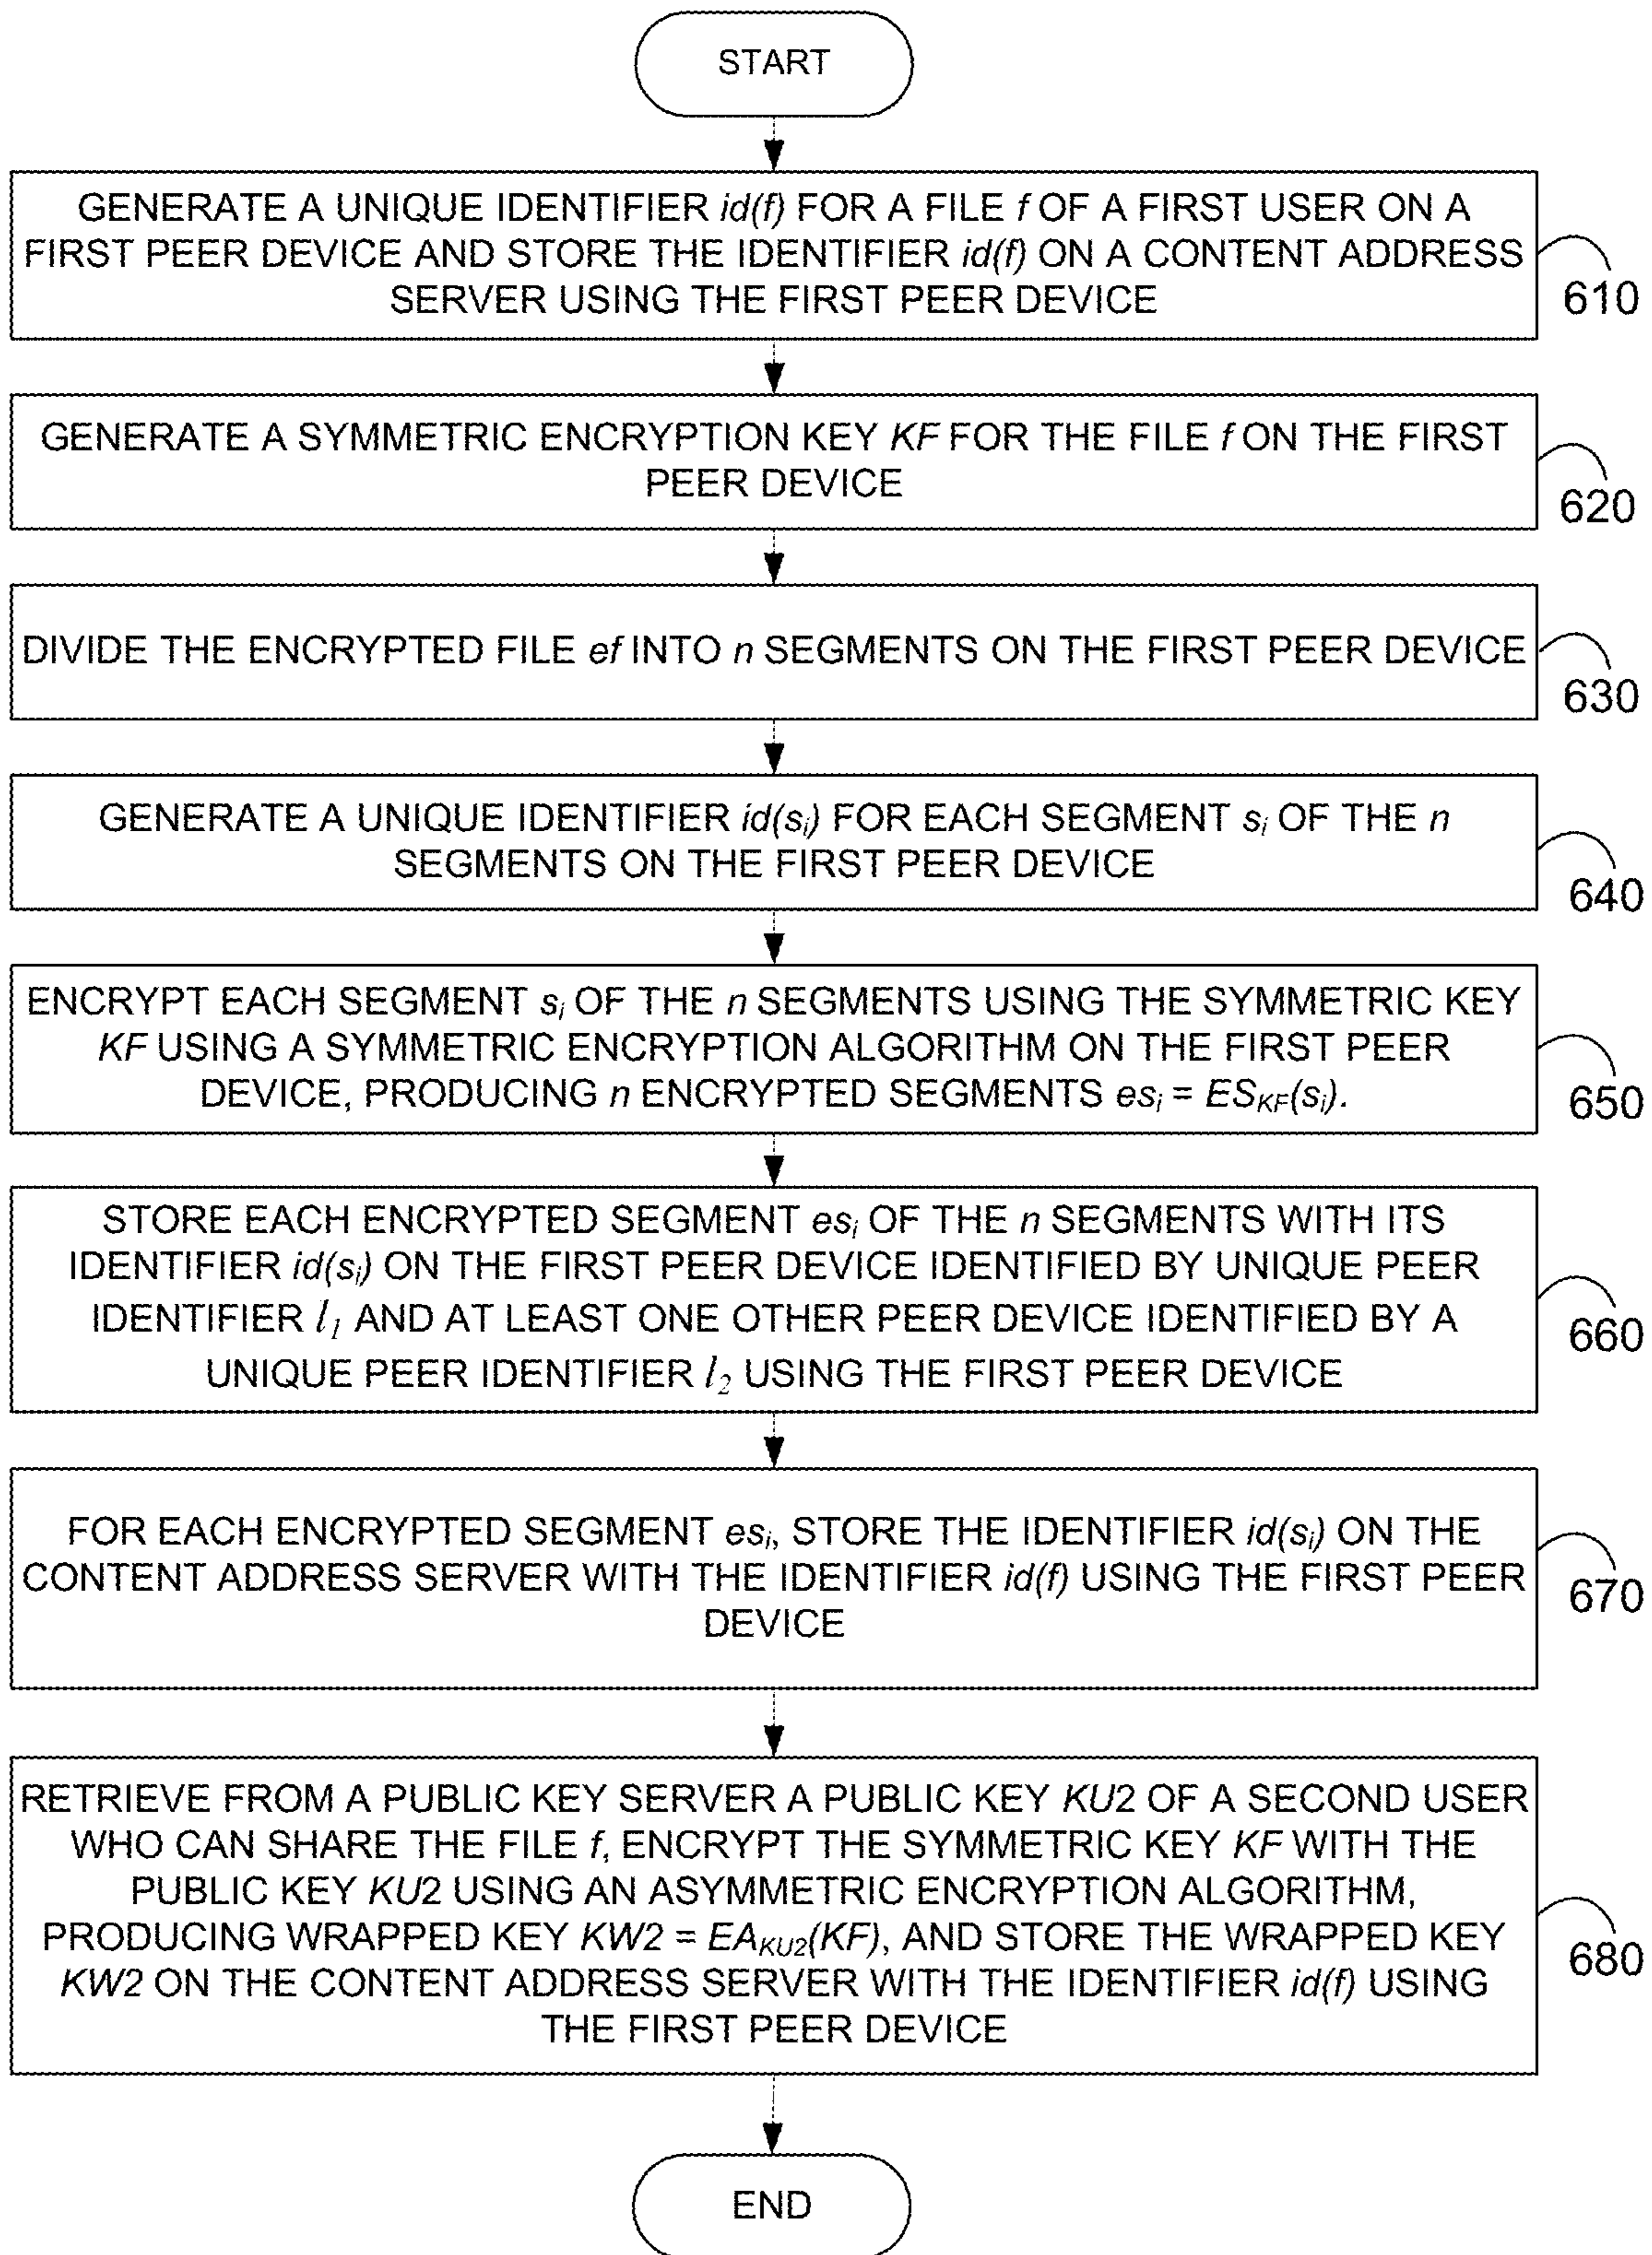 START
GENERATE A UNIQUE IDENTIFIER id(f) FOR A FILE f OF A FIRST USER ON A
FIRST PEER DEVICE AND STORE THE IDENTIFIER id(f) ON A CONTENT ADDRESS
SERVER USING THE FIRST PEER DEVICE
610
GENERATE A SYMMETRIC ENCRYPTION KEY KF FOR THE FILE f ON THE FIRST
PEER DEVICE
620
DIVIDE THE ENCRYPTED FILE ef INTO n SEGMENTS ON THE FIRST PEER DEVICE
630
GENERATE A UNIQUE IDENTIFIER id(sᵢ) FOR EACH SEGMENT sᵢ OF THE n
SEGMENTS ON THE FIRST PEER DEVICE
640
ENCRYPT EACH SEGMENT sᵢ OF THE n SEGMENTS USING THE SYMMETRIC KEY
KF USING A SYMMETRIC ENCRYPTION ALGORITHM ON THE FIRST PEER
DEVICE, PRODUCING n ENCRYPTED SEGMENTS esᵢ = ES_KF(sᵢ).
650
STORE EACH ENCRYPTED SEGMENT esᵢ OF THE n SEGMENTS WITH ITS
IDENTIFIER id(sᵢ) ON THE FIRST PEER DEVICE IDENTIFIED BY UNIQUE PEER
IDENTIFIER l₁ AND AT LEAST ONE OTHER PEER DEVICE IDENTIFIED BY A
UNIQUE PEER IDENTIFIER l₂ USING THE FIRST PEER DEVICE
660
FOR EACH ENCRYPTED SEGMENT esᵢ, STORE THE IDENTIFIER id(sᵢ) ON THE
CONTENT ADDRESS SERVER WITH THE IDENTIFIER id(f) USING THE FIRST PEER
DEVICE
670
RETRIEVE FROM A PUBLIC KEY SERVER A PUBLIC KEY KU2 OF A SECOND USER
WHO CAN SHARE THE FILE f, ENCRYPT THE SYMMETRIC KEY KF WITH THE
PUBLIC KEY KU2 USING AN ASYMMETRIC ENCRYPTION ALGORITHM,
PRODUCING WRAPPED KEY KW2 = EA_KU2(KF), AND STORE THE WRAPPED KEY
KW2 ON THE CONTENT ADDRESS SERVER WITH THE IDENTIFIER id(f) USING
THE FIRST PEER DEVICE
680
END